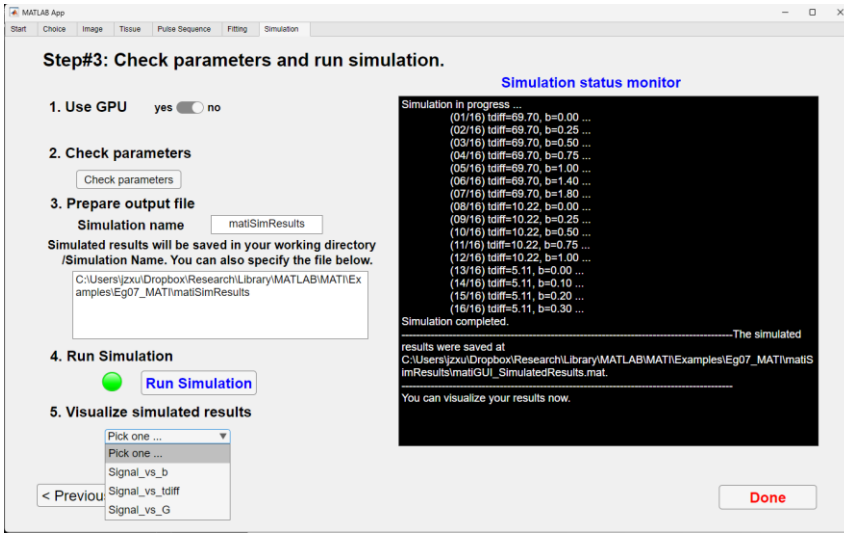 MATLAB App
Start Choice Image Tissue Pulse Sequence Fitting Simulation
Step#3: Check parameters and run simulation.
1. Use GPU yes no
2. Check parameters
Check parameters
3. Prepare output file
Simulation name matiSimResults
Simulated results will be saved in your working directory
/Simulation Name. You can also specify the file below.
C:\Users\jzxu\Dropbox\Research\Library\MATLAB\MATI\Ex
amples\Eg07_MATI\matiSimResults
4. Run Simulation
Run Simulation
5. Visualize simulated results
Pick one ...
Pick one ...
Signal_vs_b
Signal_vs_tdiff
Signal_vs_G
< Previou
Simulation status monitor
Simulation in progress ...
(01/16) tdiff=69.70, b=0.00 ...
(02/16) tdiff=69.70, b=0.25 ...
(03/16) tdiff=69.70, b=0.50 ...
(04/16) tdiff=69.70, b=0.75 ...
(05/16) tdiff=69.70, b=1.00 ...
(06/16) tdiff=69.70, b=1.40 ...
(07/16) tdiff=69.70, b=1.80 ...
(08/16) tdiff=10.22, b=0.00 ...
(09/16) tdiff=10.22, b=0.25 ...
(10/16) tdiff=10.22, b=0.50 ...
(11/16) tdiff=10.22, b=0.75 ...
(12/16) tdiff=10.22, b=1.00 ...
(13/16) tdiff=5.11, b=0.00 ...
(14/16) tdiff=5.11, b=0.10 ...
(15/16) tdiff=5.11, b=0.20 ...
(16/16) tdiff=5.11, b=0.30 ...
Simulation completed.
--------------------------------------------------------------------------------The simulated
results were saved at
C:\Users\jzxu\Dropbox\Research\Library\MATLAB\MATI\Examples\Eg07_MATI\matiS
imResults\matiGUI_SimulatedResults.mat.
--------------------------------------------------------------------------------
You can visualize your results now.
Done